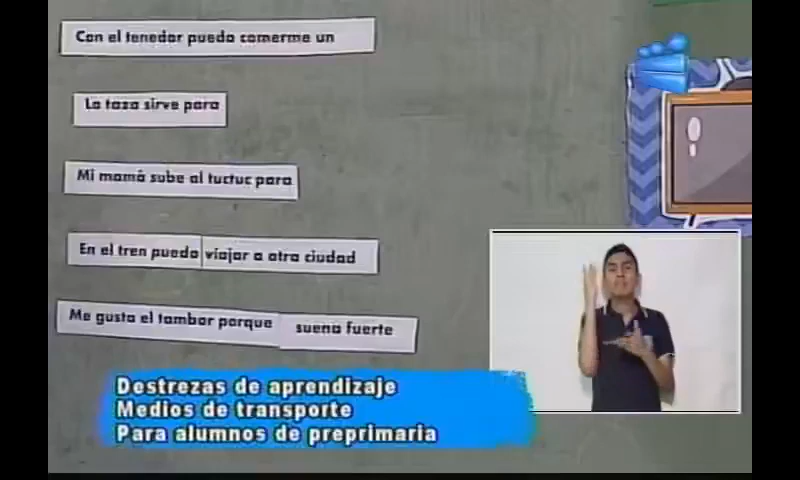 Con el tenedor puedo comerme un
La taza sirve para
Mi mamá sube al tuctuc para
En el tren puedo viajar a otra ciudad
Me gusta el tambor porque suena fuerte
Destrezas de aprendizaje
Medios de transporte
Para alumnos de preprimaria